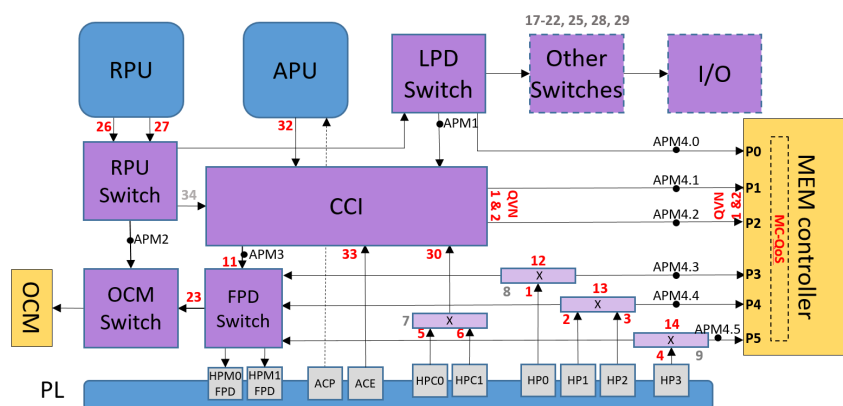 17-22, 25, 28, 29
RPU
APU
LPD
Switch
Other
Switches
I/O
26
27
32
APM1
APM4.0
P0
RPU
Switch
34
CCI
QVN
1 & 2
APM4.1
P1
APM4.2
P2
QVN
1 &2
MC-QoS
MEM controller
APM2
11
APM3
33
30
12
X
8
1
APM4.3
P3
OCM
OCM
Switch
23
FPD
Switch
13
X
2
3
APM4.4
P4
7
X
5
6
14
X
4
9
APM4.5
P5
PL
HPM0
FPD
HPM1
FPD
ACP
ACE
HPC0
HPC1
HP0
HP1
HP2
HP3